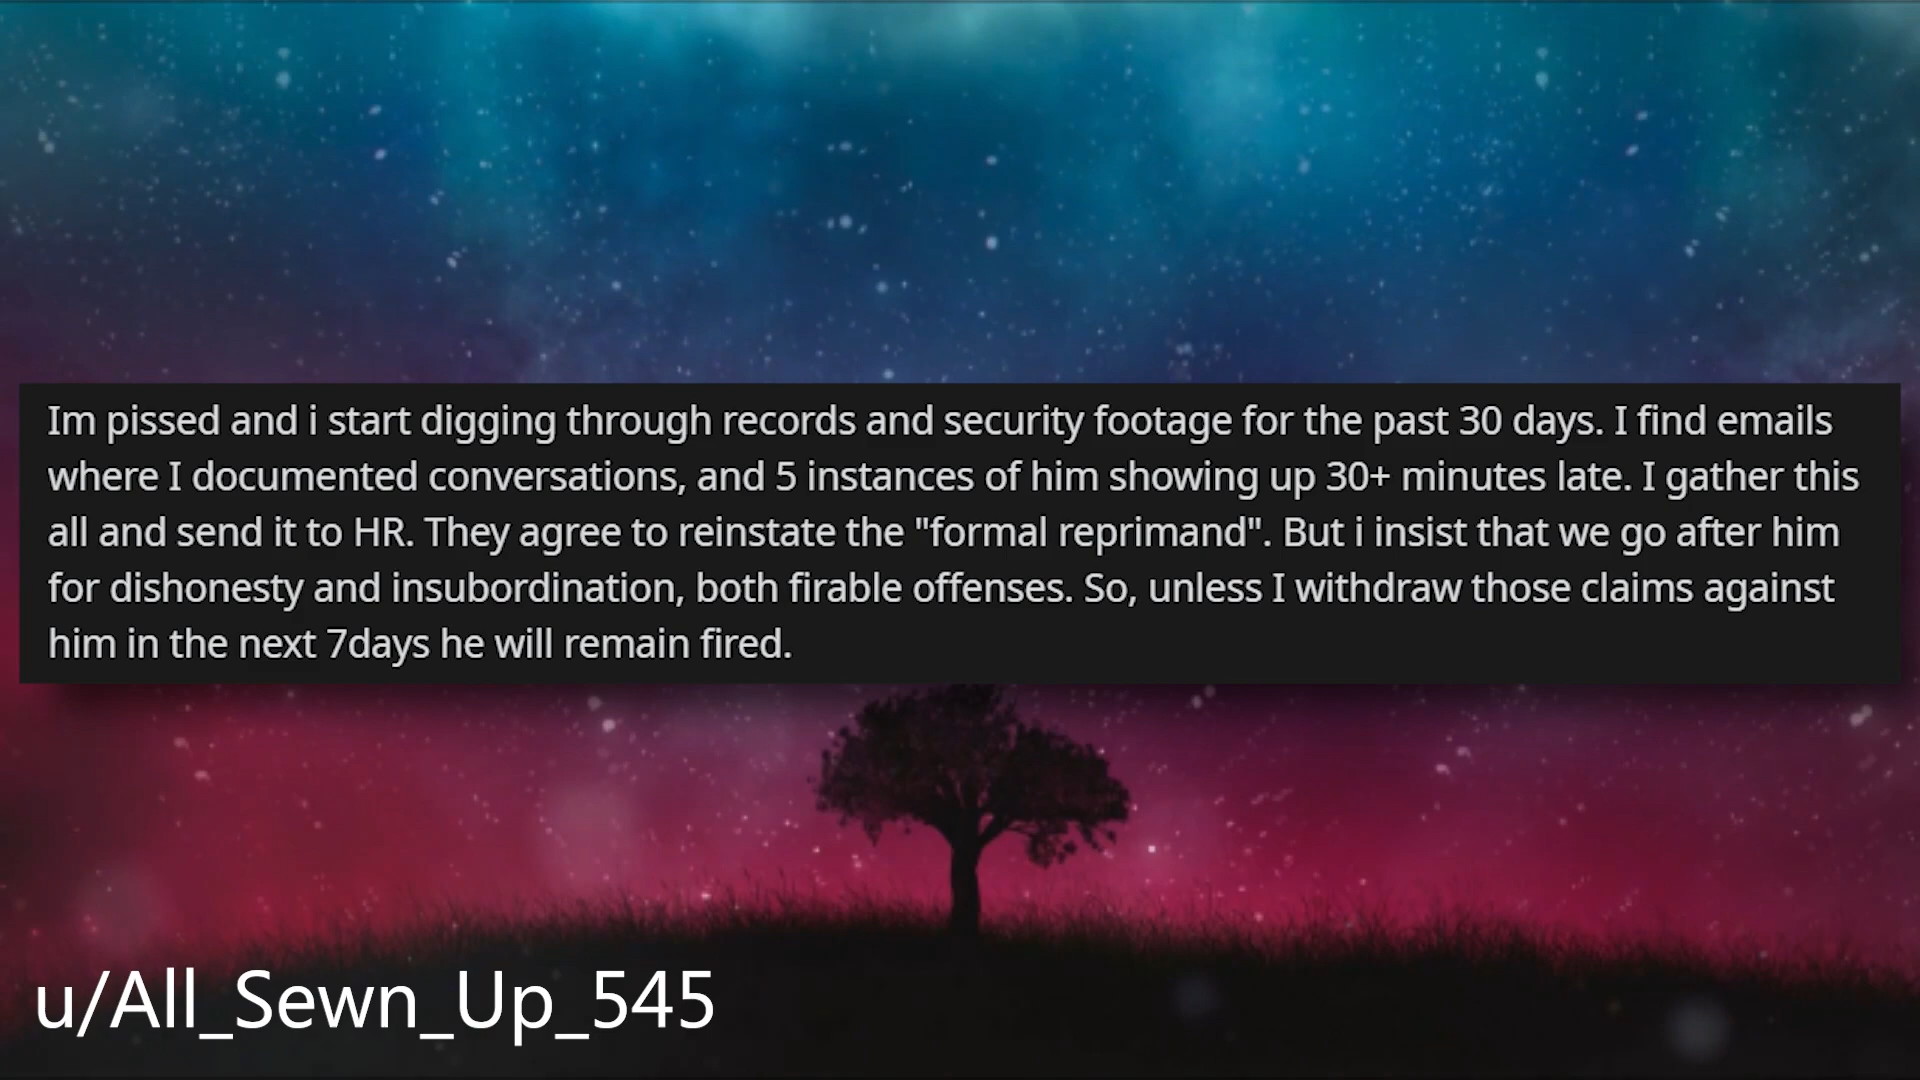 Im pissed and i start digging through records and security footage for the past 30 days. I find emails
where I documented conversations, and 5 instances of him showing up 30+ minutes late. I gather this
all and send it to HR. They agree to reinstate the "formal reprimand". But i insist that we go after him
for dishonesty and insubordination, both firable offenses. So, unless I withdraw those claims against
him in the next 7days he will remain fired.
u/All_Sewn_Up_545